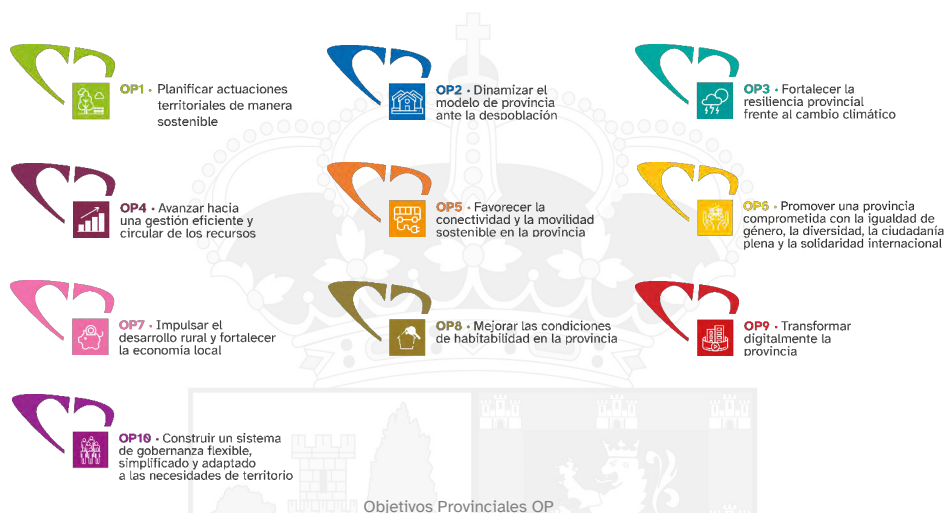 OP1 · Planificar actuaciones
territoriales de manera
sostenible
OP2 · Dinamizar el
modelo de provincia
ante la despoblación
OP3 · Fortalecer la
resiliencia provincial
frente al cambio climático
OP4 · Avanzar hacia
una gestión eficiente y
circular de los recursos
OP5 · Favorecer la
conectividad y la movilidad
sostenible en la provincia
OP6 · Promover una provincia
comprometida con la igualdad de
género, la diversidad, la ciudadanía
plena y la solidaridad internacional
OP7 · Impulsar el
desarrollo rural y fortalecer
la economía local
OP8 · Mejorar las condiciones
de habitabilidad en la provincia
OP9 · Transformar
digitalmente la
provincia
OP10 · Construir un sistema
de gobernanza flexible,
simplificado y adaptado
a las necesidades de territorio
Objetivos Provinciales OP